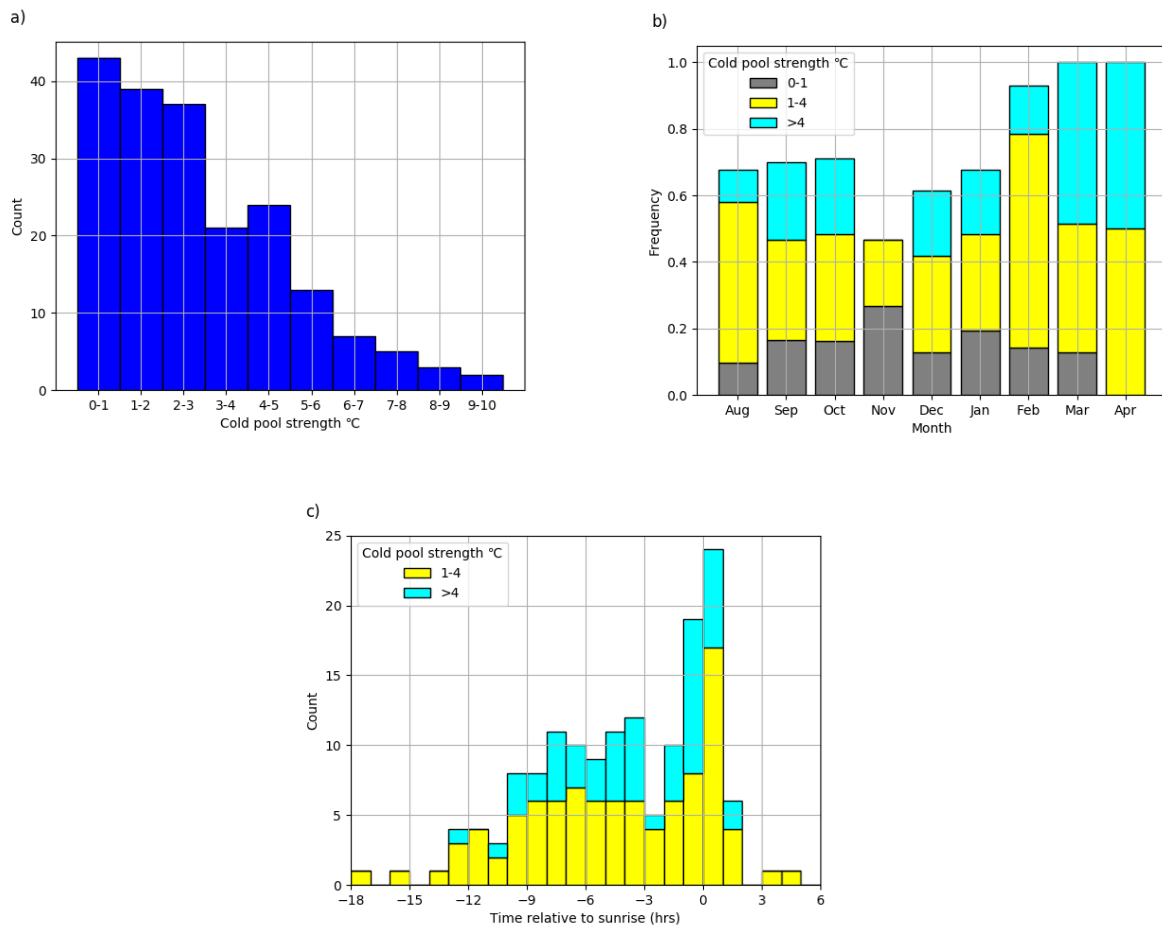 a)
Count
40
30
20
10
0
0-1 1-2 2-3 3-4 4-5 5-6 6-7 7-8 8-9 9-10
Cold pool strength °C
b)
Frequency
1.0
0.8
0.6
0.4
0.2
0.0
Cold pool strength °C
0-1
1-4
>4
Aug Sep Oct Nov Dec Jan Feb Mar Apr
Month
c)
Count
25
20
15
10
5
0
Cold pool strength °C
1-4
>4
−18 −15 −12 −9 −6 −3 0 3 6
Time relative to sunrise (hrs)